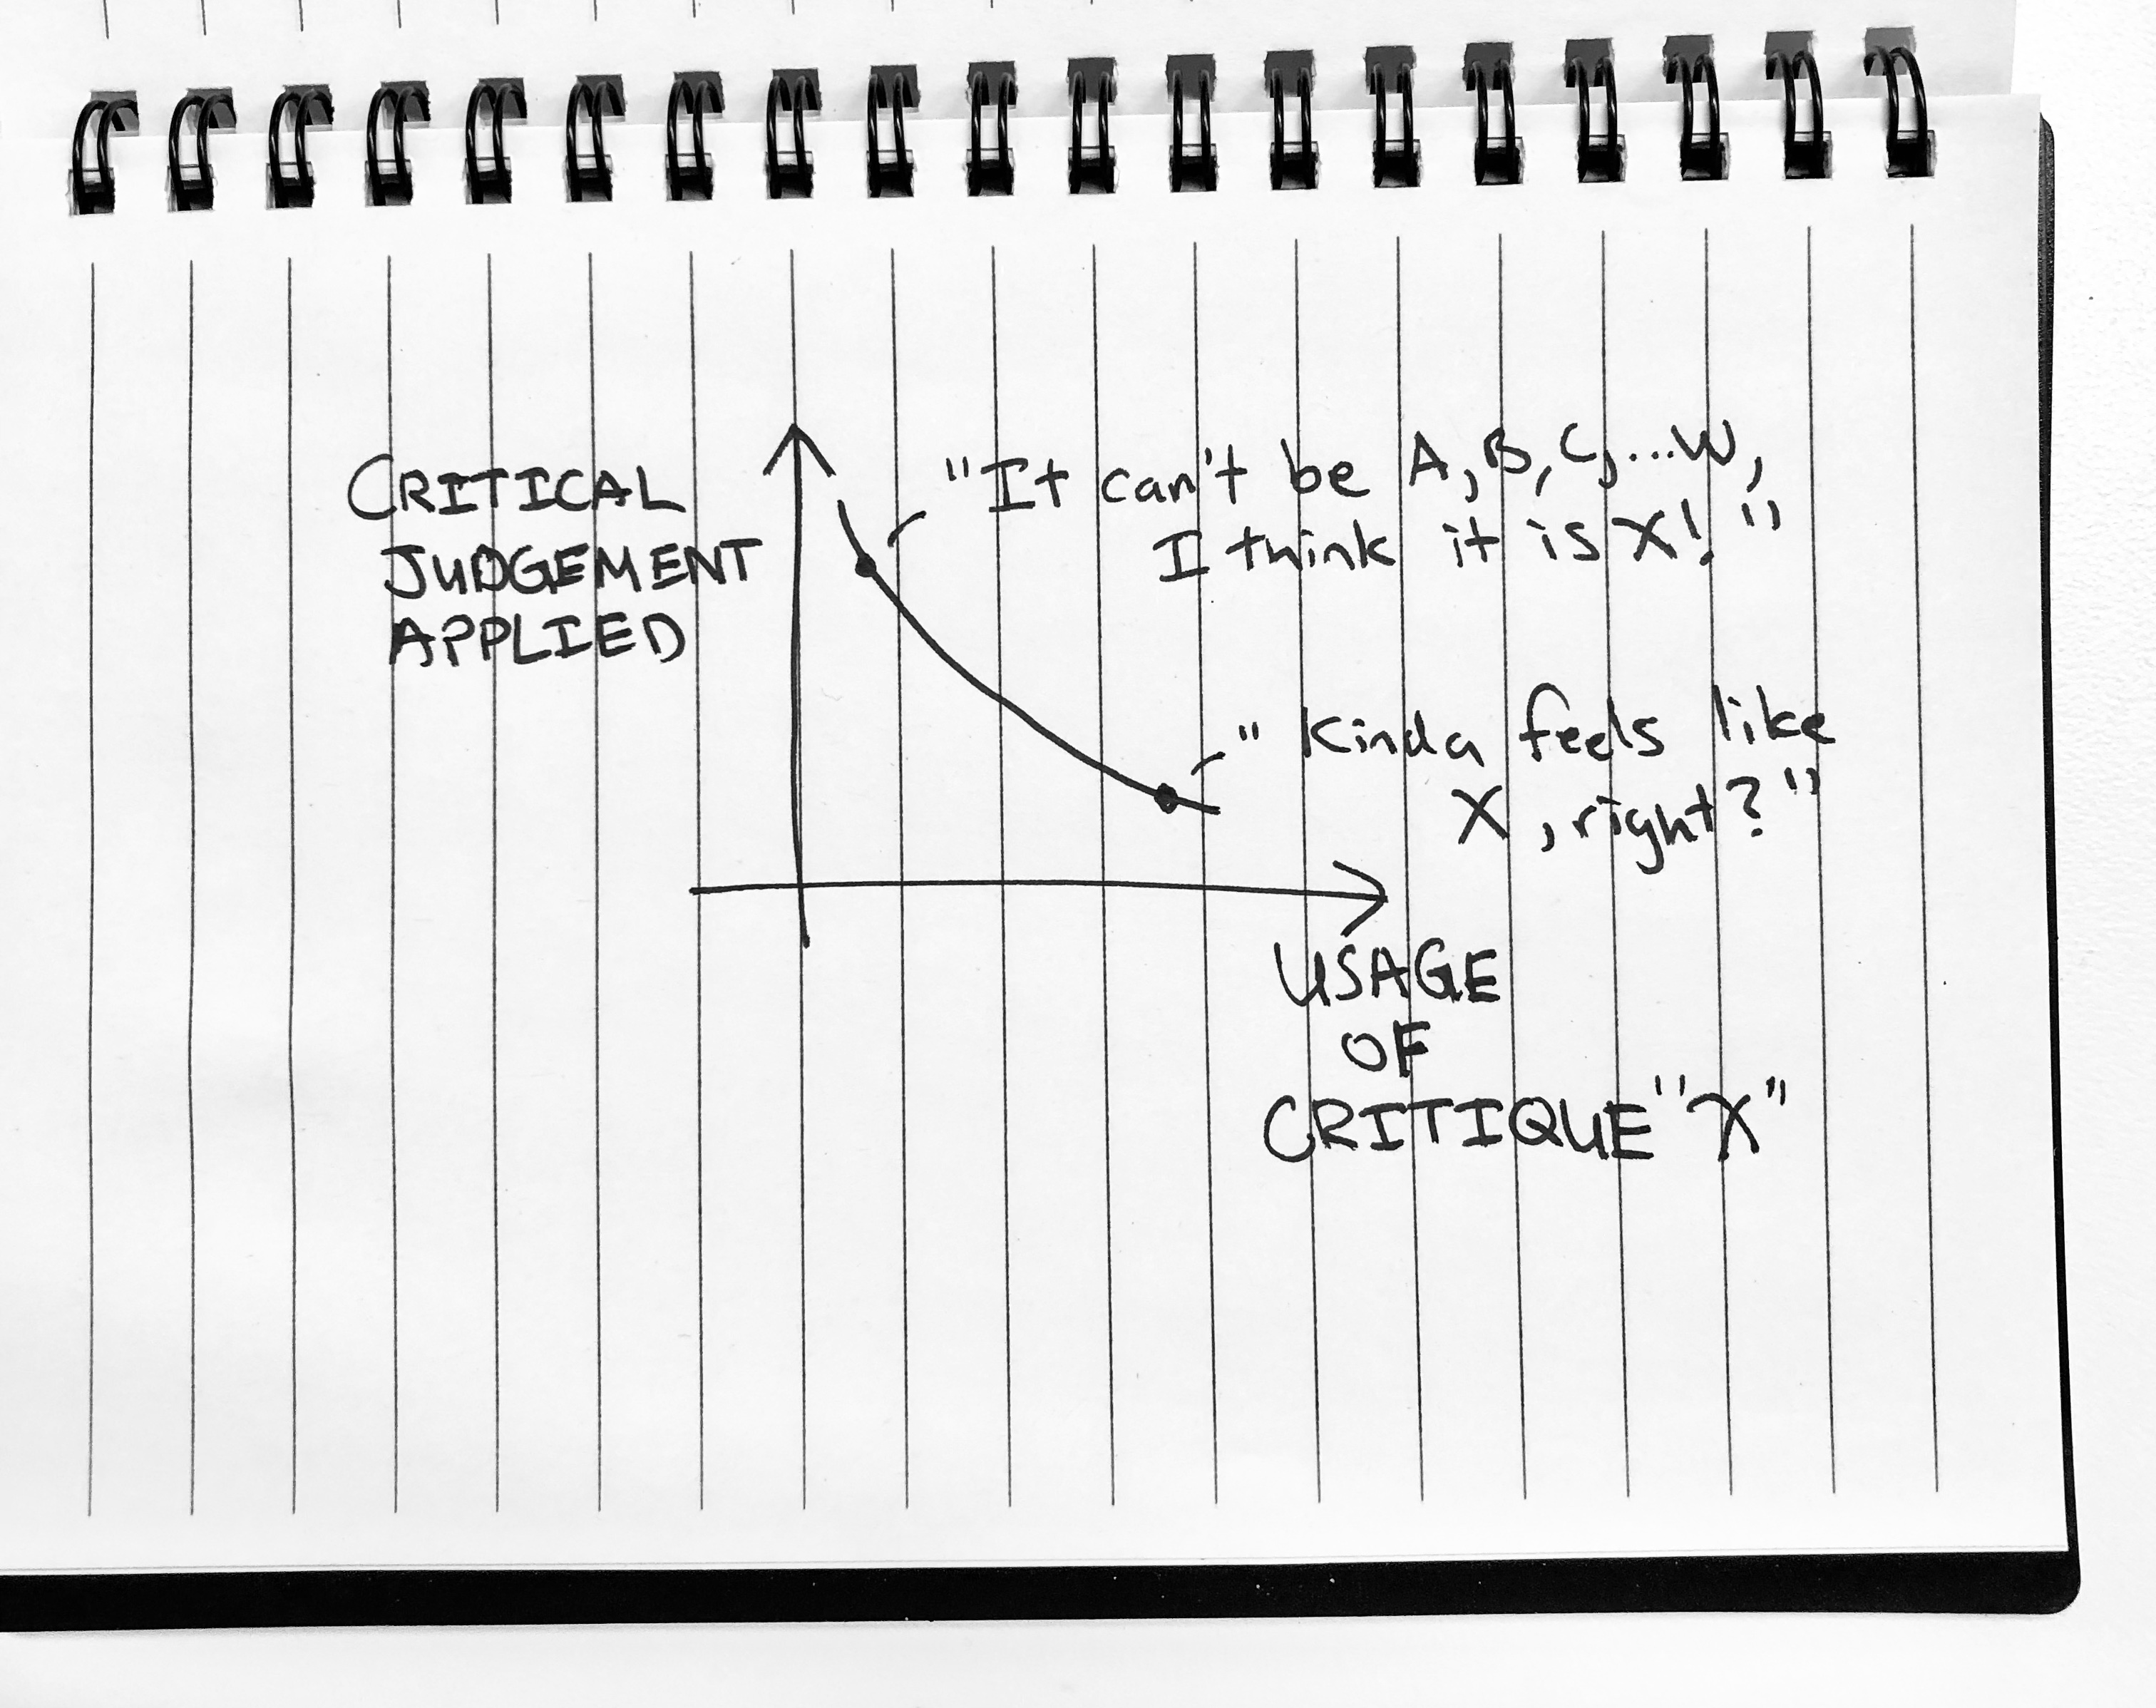 CRITICAL
JUDGEMENT
APPLIED
"It can't be A, B, C, ... W,
I think it is X! "
" Kinda feels like
X , right? "
USAGE
OF
CRITIQUE "X"